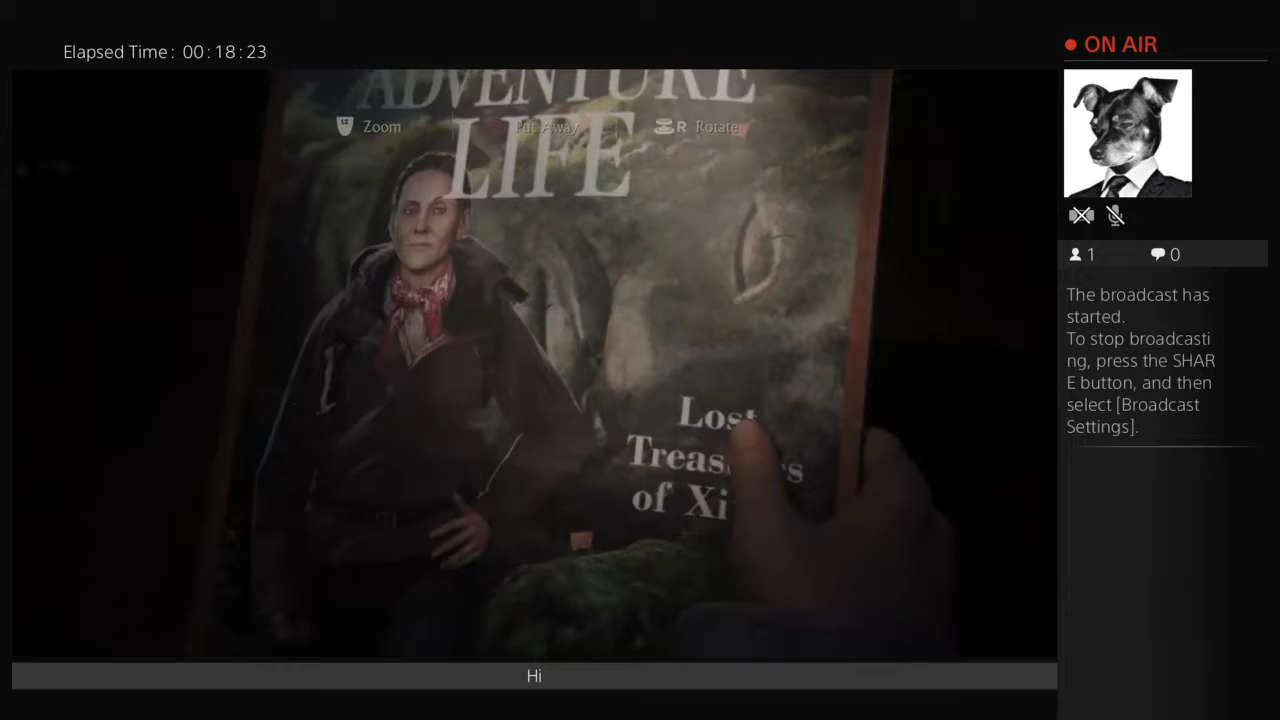 Elapsed Time: 00:18:23
ON AIR
ADVENTURE
LIFE
L2 Zoom
Put Away
R Rotate
1
0
The broadcast has
started.
To stop broadcasti
ng, press the SHAR
E button, and then
select [Broadcast
Settings].
Lost
Treas s
of Xi
Hi